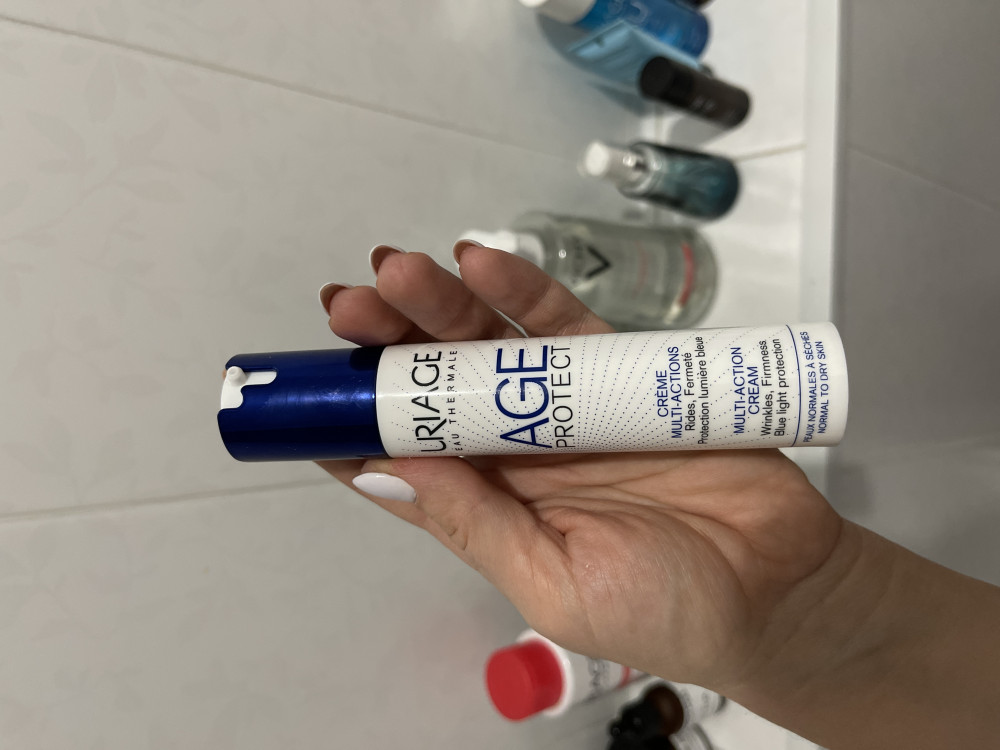 URIAGE
EAU THERMALE
AGE
PROTECT
CRÈME
MULTI-ACTIONS
Rides, Fermeté
Protection lumière bleue
MULTI-ACTION
CREAM
Wrinkles, Firmness
Blue light protection
PEAUX NORMALES À SÈCHES
NORMAL TO DRY SKIN